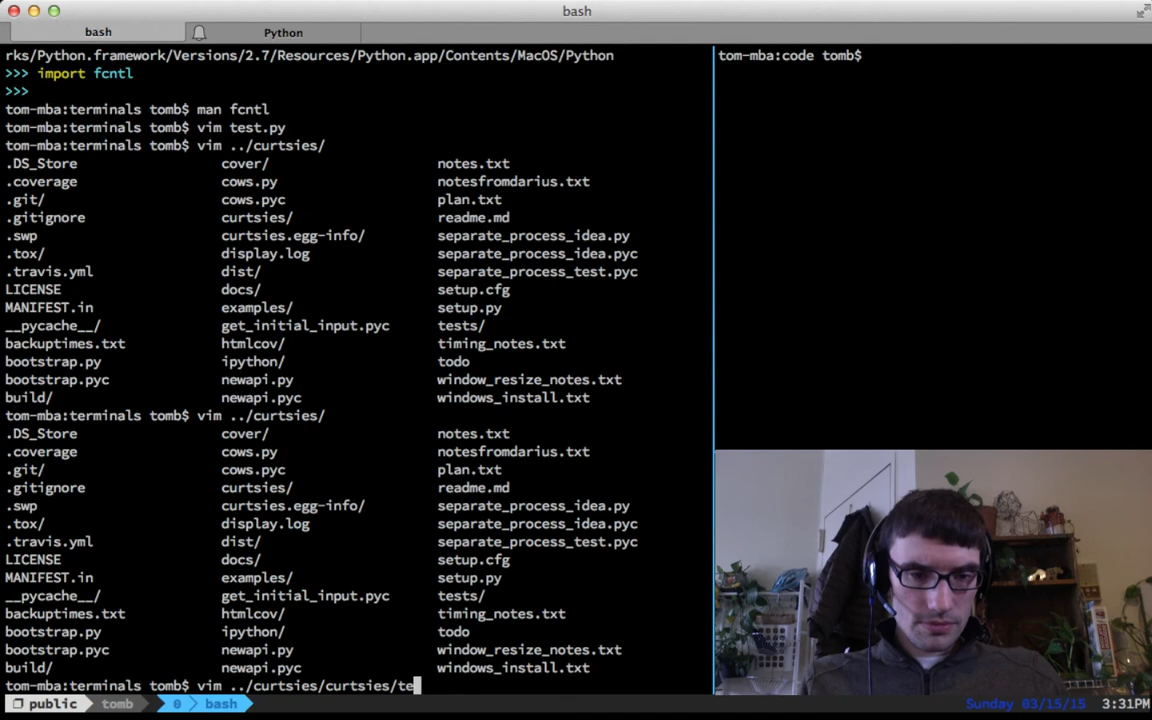 bash
bash
Python
rks/Python.framework/Versions/2.7/Resources/Python.app/Contents/MacOS/Python
>>> import fcntl
>>>
tom-mba:terminals tomb$ man fcntl
tom-mba:terminals tomb$ vim test.py
tom-mba:terminals tomb$ vim ../curtsies/
.DS_Store cover/ notes.txt
.coverage cows.py notesfromdarius.txt
.git/ cows.pyc plan.txt
.gitignore curtsies/ readme.md
.swp curtsies.egg-info/ separate_process_idea.py
.tox/ display.log separate_process_idea.pyc
.travis.yml dist/ separate_process_test.pyc
LICENSE docs/ setup.cfg
MANIFEST.in examples/ setup.py
__pycache__/ get_initial_input.pyc tests/
backuptimes.txt htmlcov/ timing_notes.txt
bootstrap.py ipython/ todo
bootstrap.pyc newapi.py window_resize_notes.txt
build/ newapi.pyc windows_install.txt
tom-mba:terminals tomb$ vim ../curtsies/
.DS_Store cover/ notes.txt
.coverage cows.py notesfromdarius.txt
.git/ cows.pyc plan.txt
.gitignore curtsies/ readme.md
.swp curtsies.egg-info/ separate_process_idea.py
.tox/ display.log separate_process_idea.pyc
.travis.yml dist/ separate_process_test.pyc
LICENSE docs/ setup.cfg
MANIFEST.in examples/ setup.py
__pycache__/ get_initial_input.pyc tests/
backuptimes.txt htmlcov/ timing_notes.txt
bootstrap.py ipython/ todo
bootstrap.pyc newapi.py window_resize_notes.txt
build/ newapi.pyc windows_install.txt
tom-mba:terminals tomb$ vim ../curtsies/curtsies/te
tom-mba:code tomb$
public tomb 0 bash
Sunday 03/15/15 3:31PM